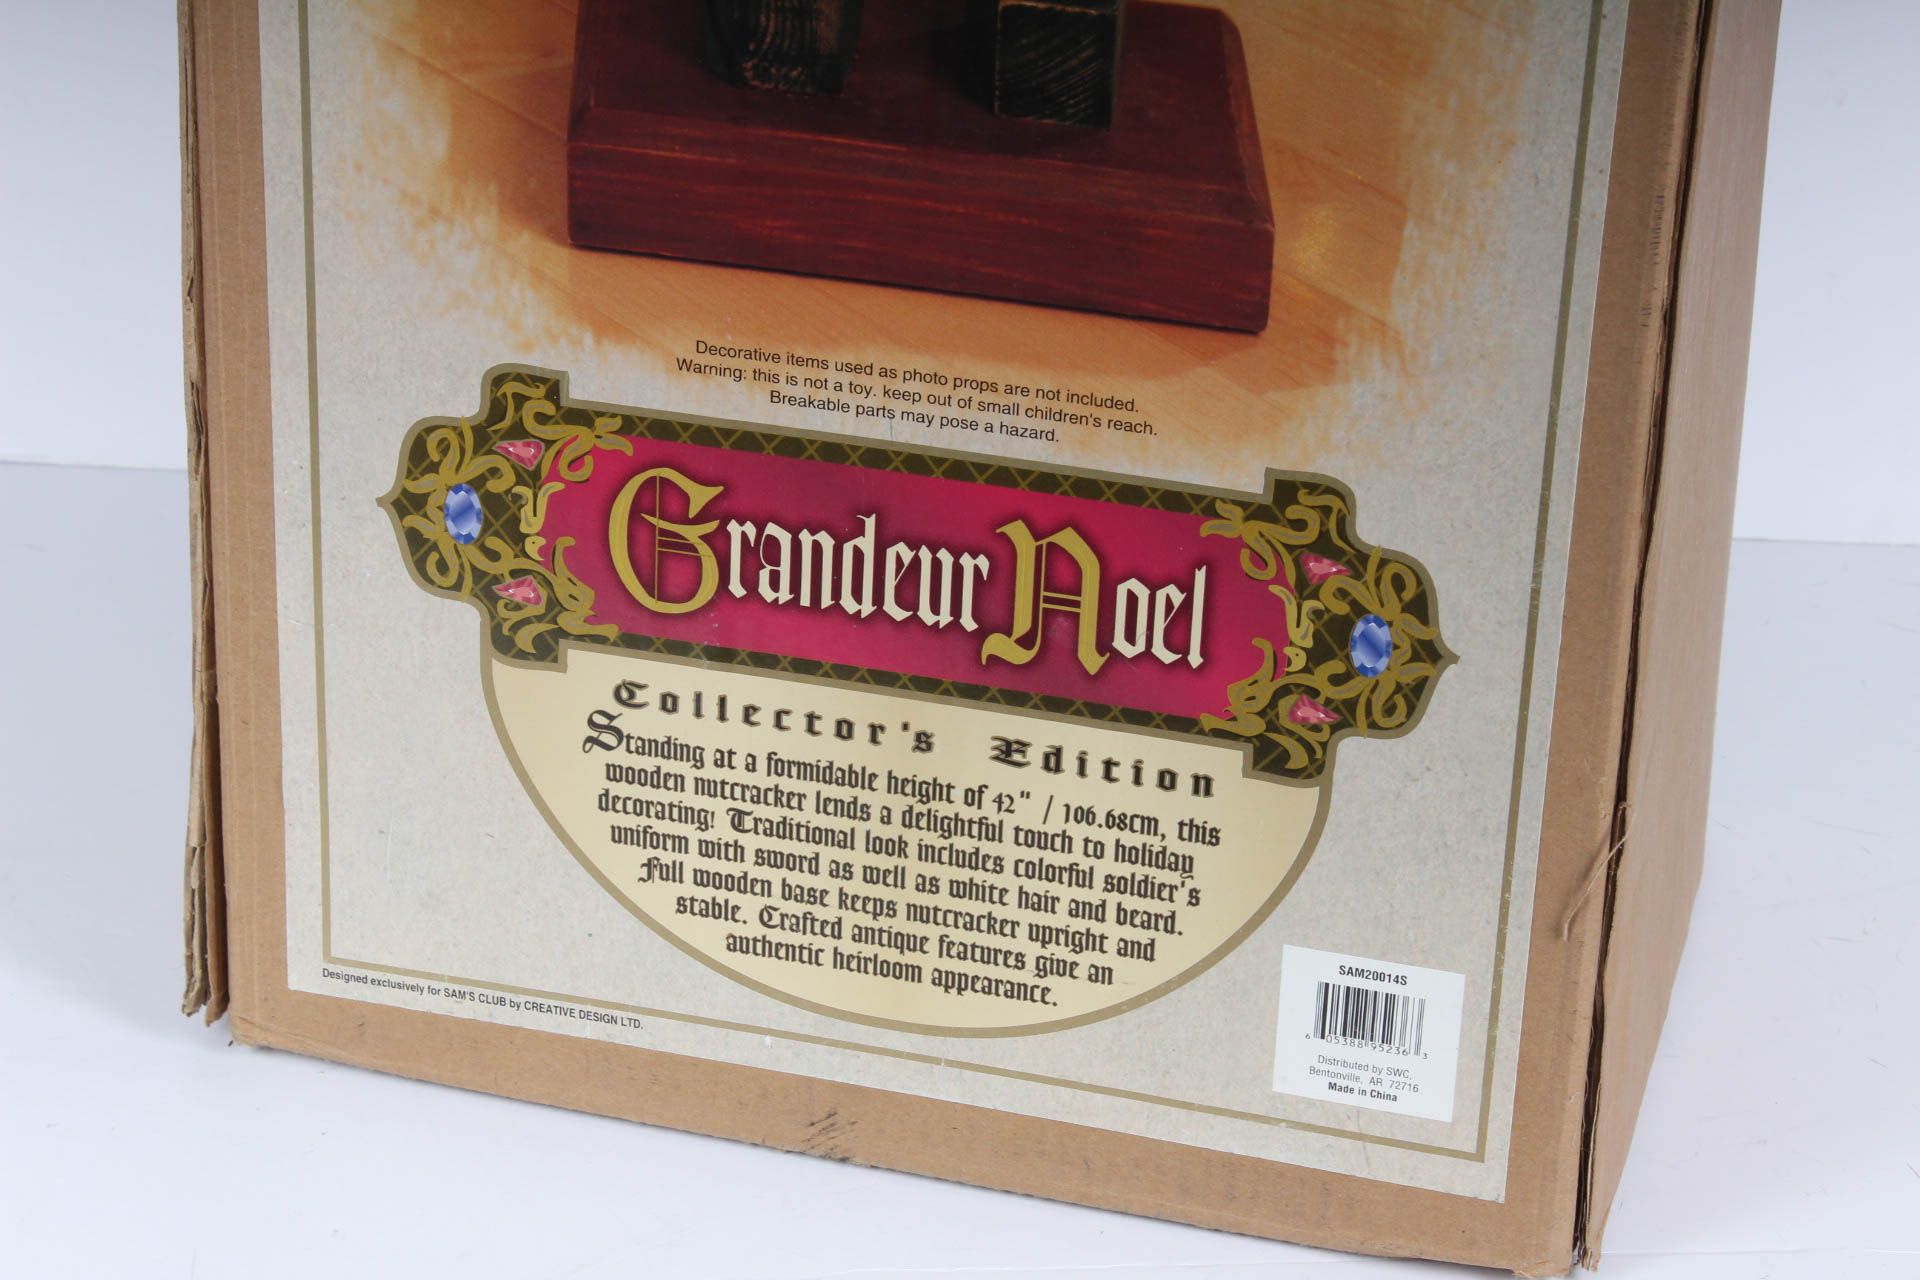 Decorative items used as photo props are not included.
Warning: this is not a toy. keep out of small children's reach.
Breakable parts may pose a hazard.
Grandeur Noel
Collector's Edition
Standing at a formidable height of 42" / 106.68cm, this
wooden nutcracker lends a delightful touch to holiday
decorating! Traditional look includes colorful soldier's
uniform with sword as well as white hair and beard.
Full wooden base keeps nutcracker upright and
stable. Crafted antique features give an
authentic heirloom appearance.
Designed exclusively for SAM'S CLUB by CREATIVE DESIGN LTD.
SAM20014S
6 05388 95236 3
Distributed by SWC,
Bentonville, AR 72716
Made in China